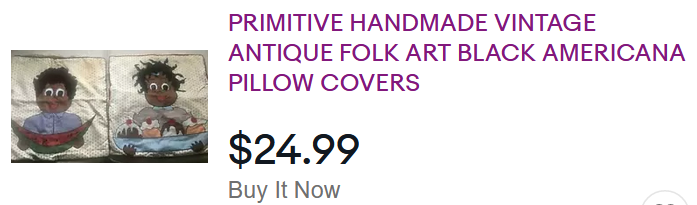 PRIMITIVE HANDMADE VINTAGE
ANTIQUE FOLK ART BLACK AMERICANA
PILLOW COVERS
$24.99
Buy It Now